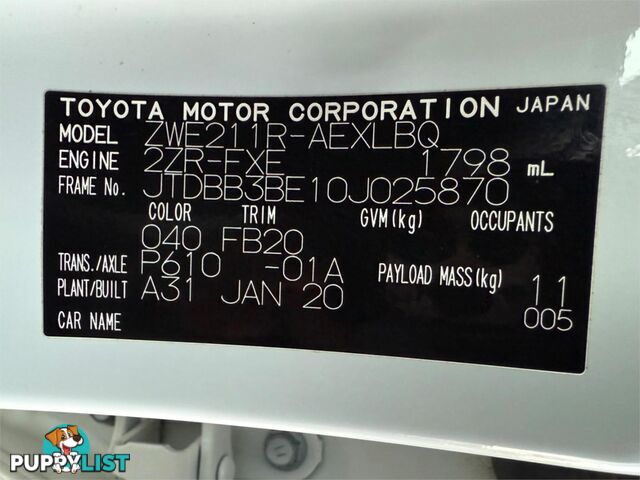 TOYOTA MOTOR CORPORATION JAPAN
MODEL ZWE211R-AEXLBQ
ENGINE 2ZR-FXE 1798 mL
FRAME No. JTDBB3BE10J025870
COLOR TRIM GVM(kg) OCCUPANTS
040 FB20
TRANS./AXLE P610 -01A PAYLOAD MASS(kg) 11
PLANT/BUILT A31 JAN 20
005
CAR NAME
PUPPYLIST